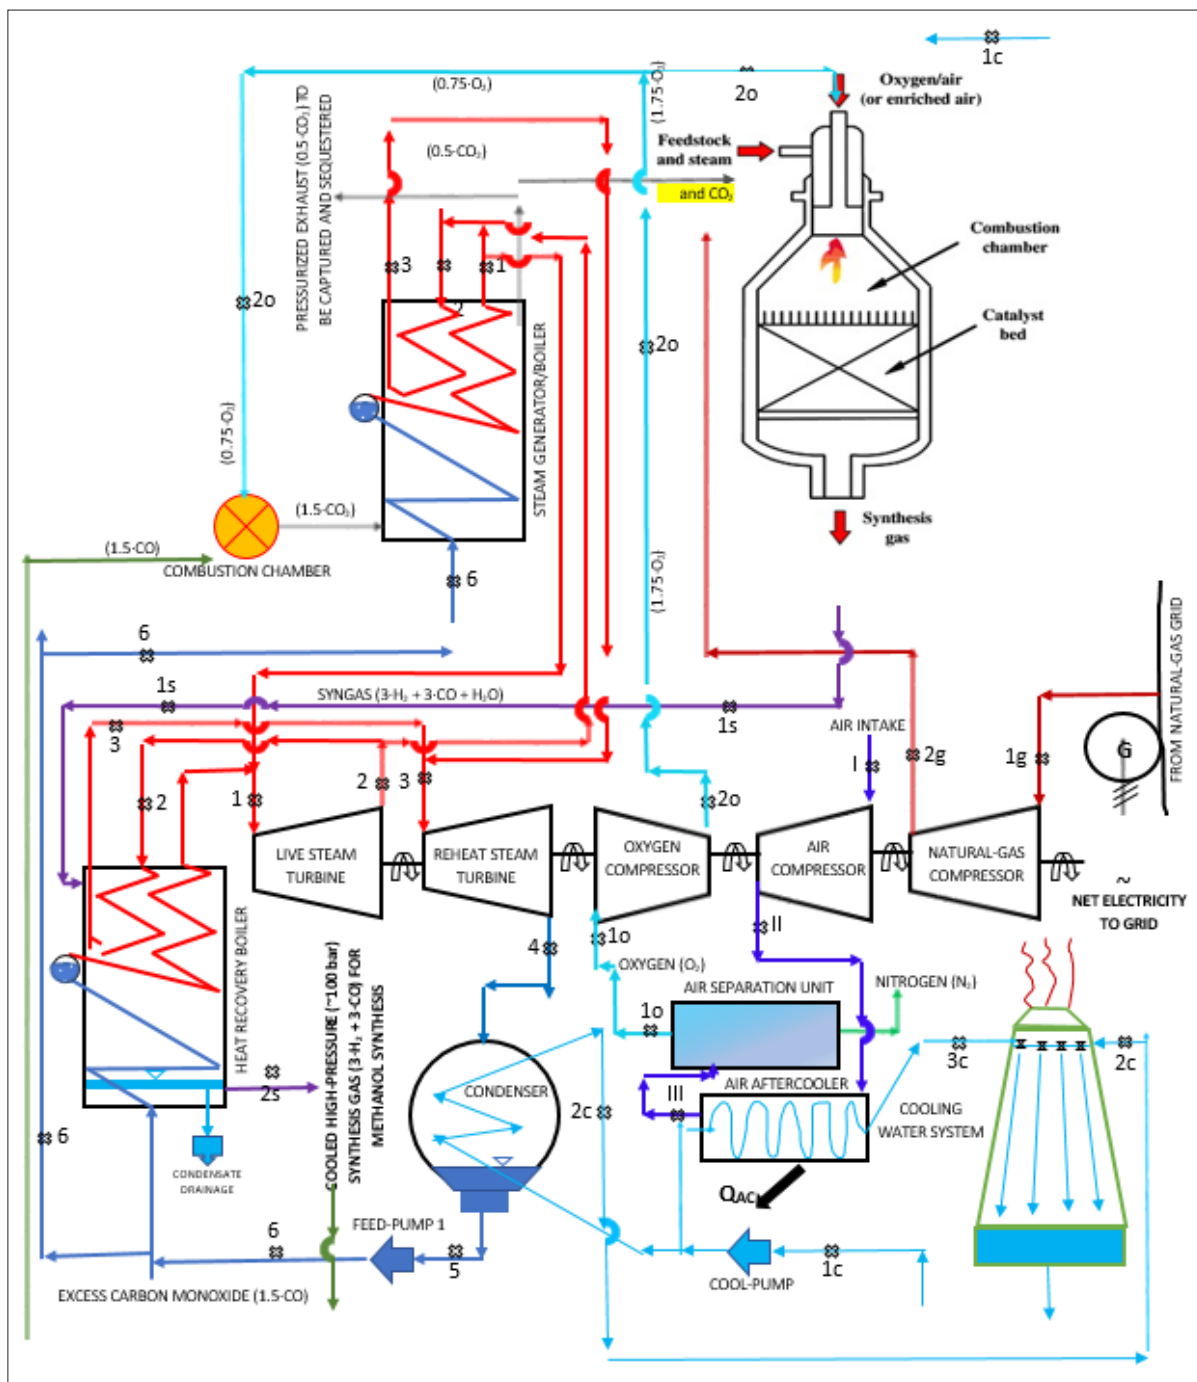 1c
(0.75·O₂)
(1.75·O₂)
2o
Oxygen/air
(or enriched air)
Feedstock
and steam
and CO₂
PRESSURIZED EXHAUST (0.5·CO₂) TO
BE CAPTURED AND SEQUESTERED
(0.5·CO₂)
3
1
2
Combustion
chamber
Catalyst
bed
2o
2o
STEAM GENERATOR/BOILER
(0.75·O₂)
(1.5·CO₂)
(1.5·CO)
COMBUSTION CHAMBER
Synthesis
gas
(1.75·O₂)
6
6
1s
SYNGAS (3·H₂ + 3·CO + H₂O)
1s
AIR INTAKE
FROM NATURAL-GAS GRID
3
2
1
2
3
2o
I
2g
1g
G
LIVE STEAM
TURBINE
REHEAT STEAM
TURBINE
OXYGEN
COMPRESSOR
AIR
COMPRESSOR
NATURAL-GAS
COMPRESSOR
~
NET ELECTRICITY
TO GRID
HEAT RECOVERY BOILER
COOLED HIGH-PRESSURE (~100 bar)
SYNTHESIS GAS (3·H₂ + 3·CO) FOR
METHANOL SYNTHESIS
4
1o
II
OXYGEN (O₂)
AIR SEPARATION UNIT
NITROGEN (N₂)
1o
3c
2c
AIR AFTERCOOLER
III
COOLING
WATER SYSTEM
CONDENSER
2c
2s
6
CONDENSATE
DRAINAGE
QAC
6
FEED-PUMP 1
5
COOL-PUMP
1c
EXCESS CARBON MONOXIDE (1.5·CO)